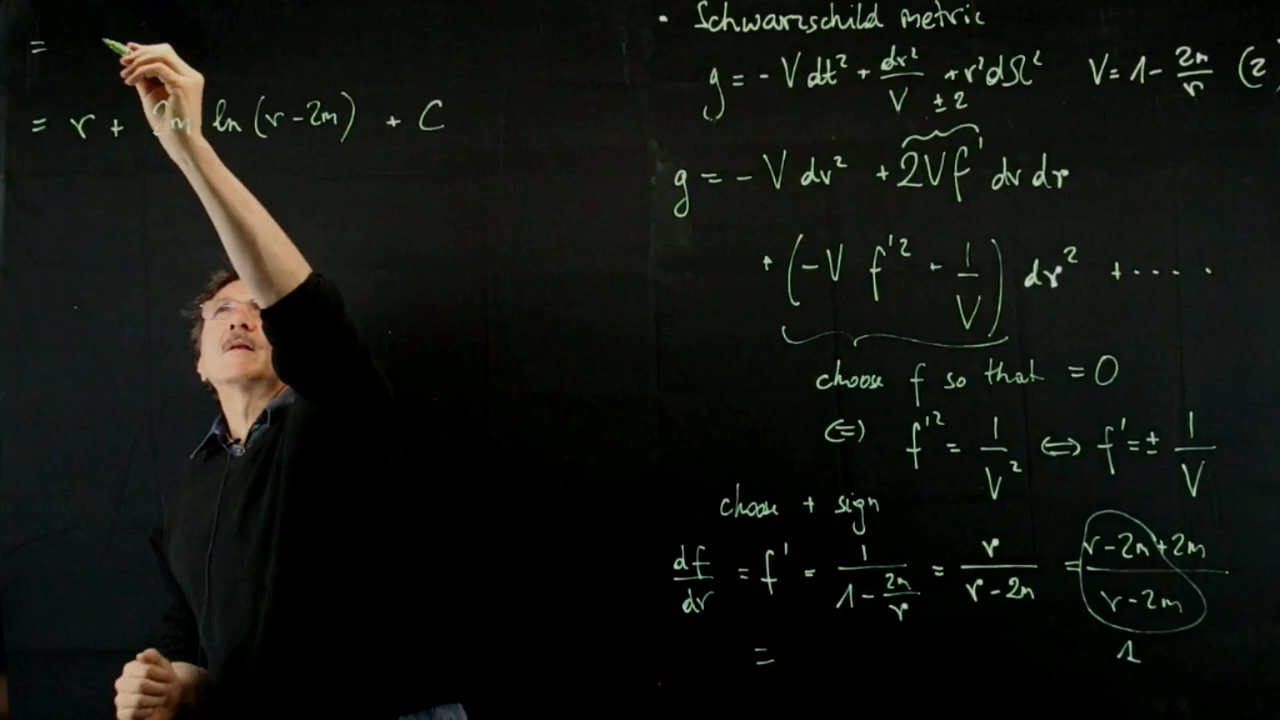 =
= r + 2m ln (r - 2m) + C
• Schwarzschild metric
g = - V dt² + dr²/V + r² dΩ² V = 1 - 2m/r (2
± 2
g = - V dv² + 2Vf' dv dr
+ (-V f'² + 1/V) dr² + .....
choose f so that = 0
⇔ f'² = 1/V² ⇔ f' = ± 1/V
choose + sign
df/dr = f' = 1/(1 - 2m/r) = r/(r - 2m) = (r - 2m + 2m)/(r - 2m)
= 1